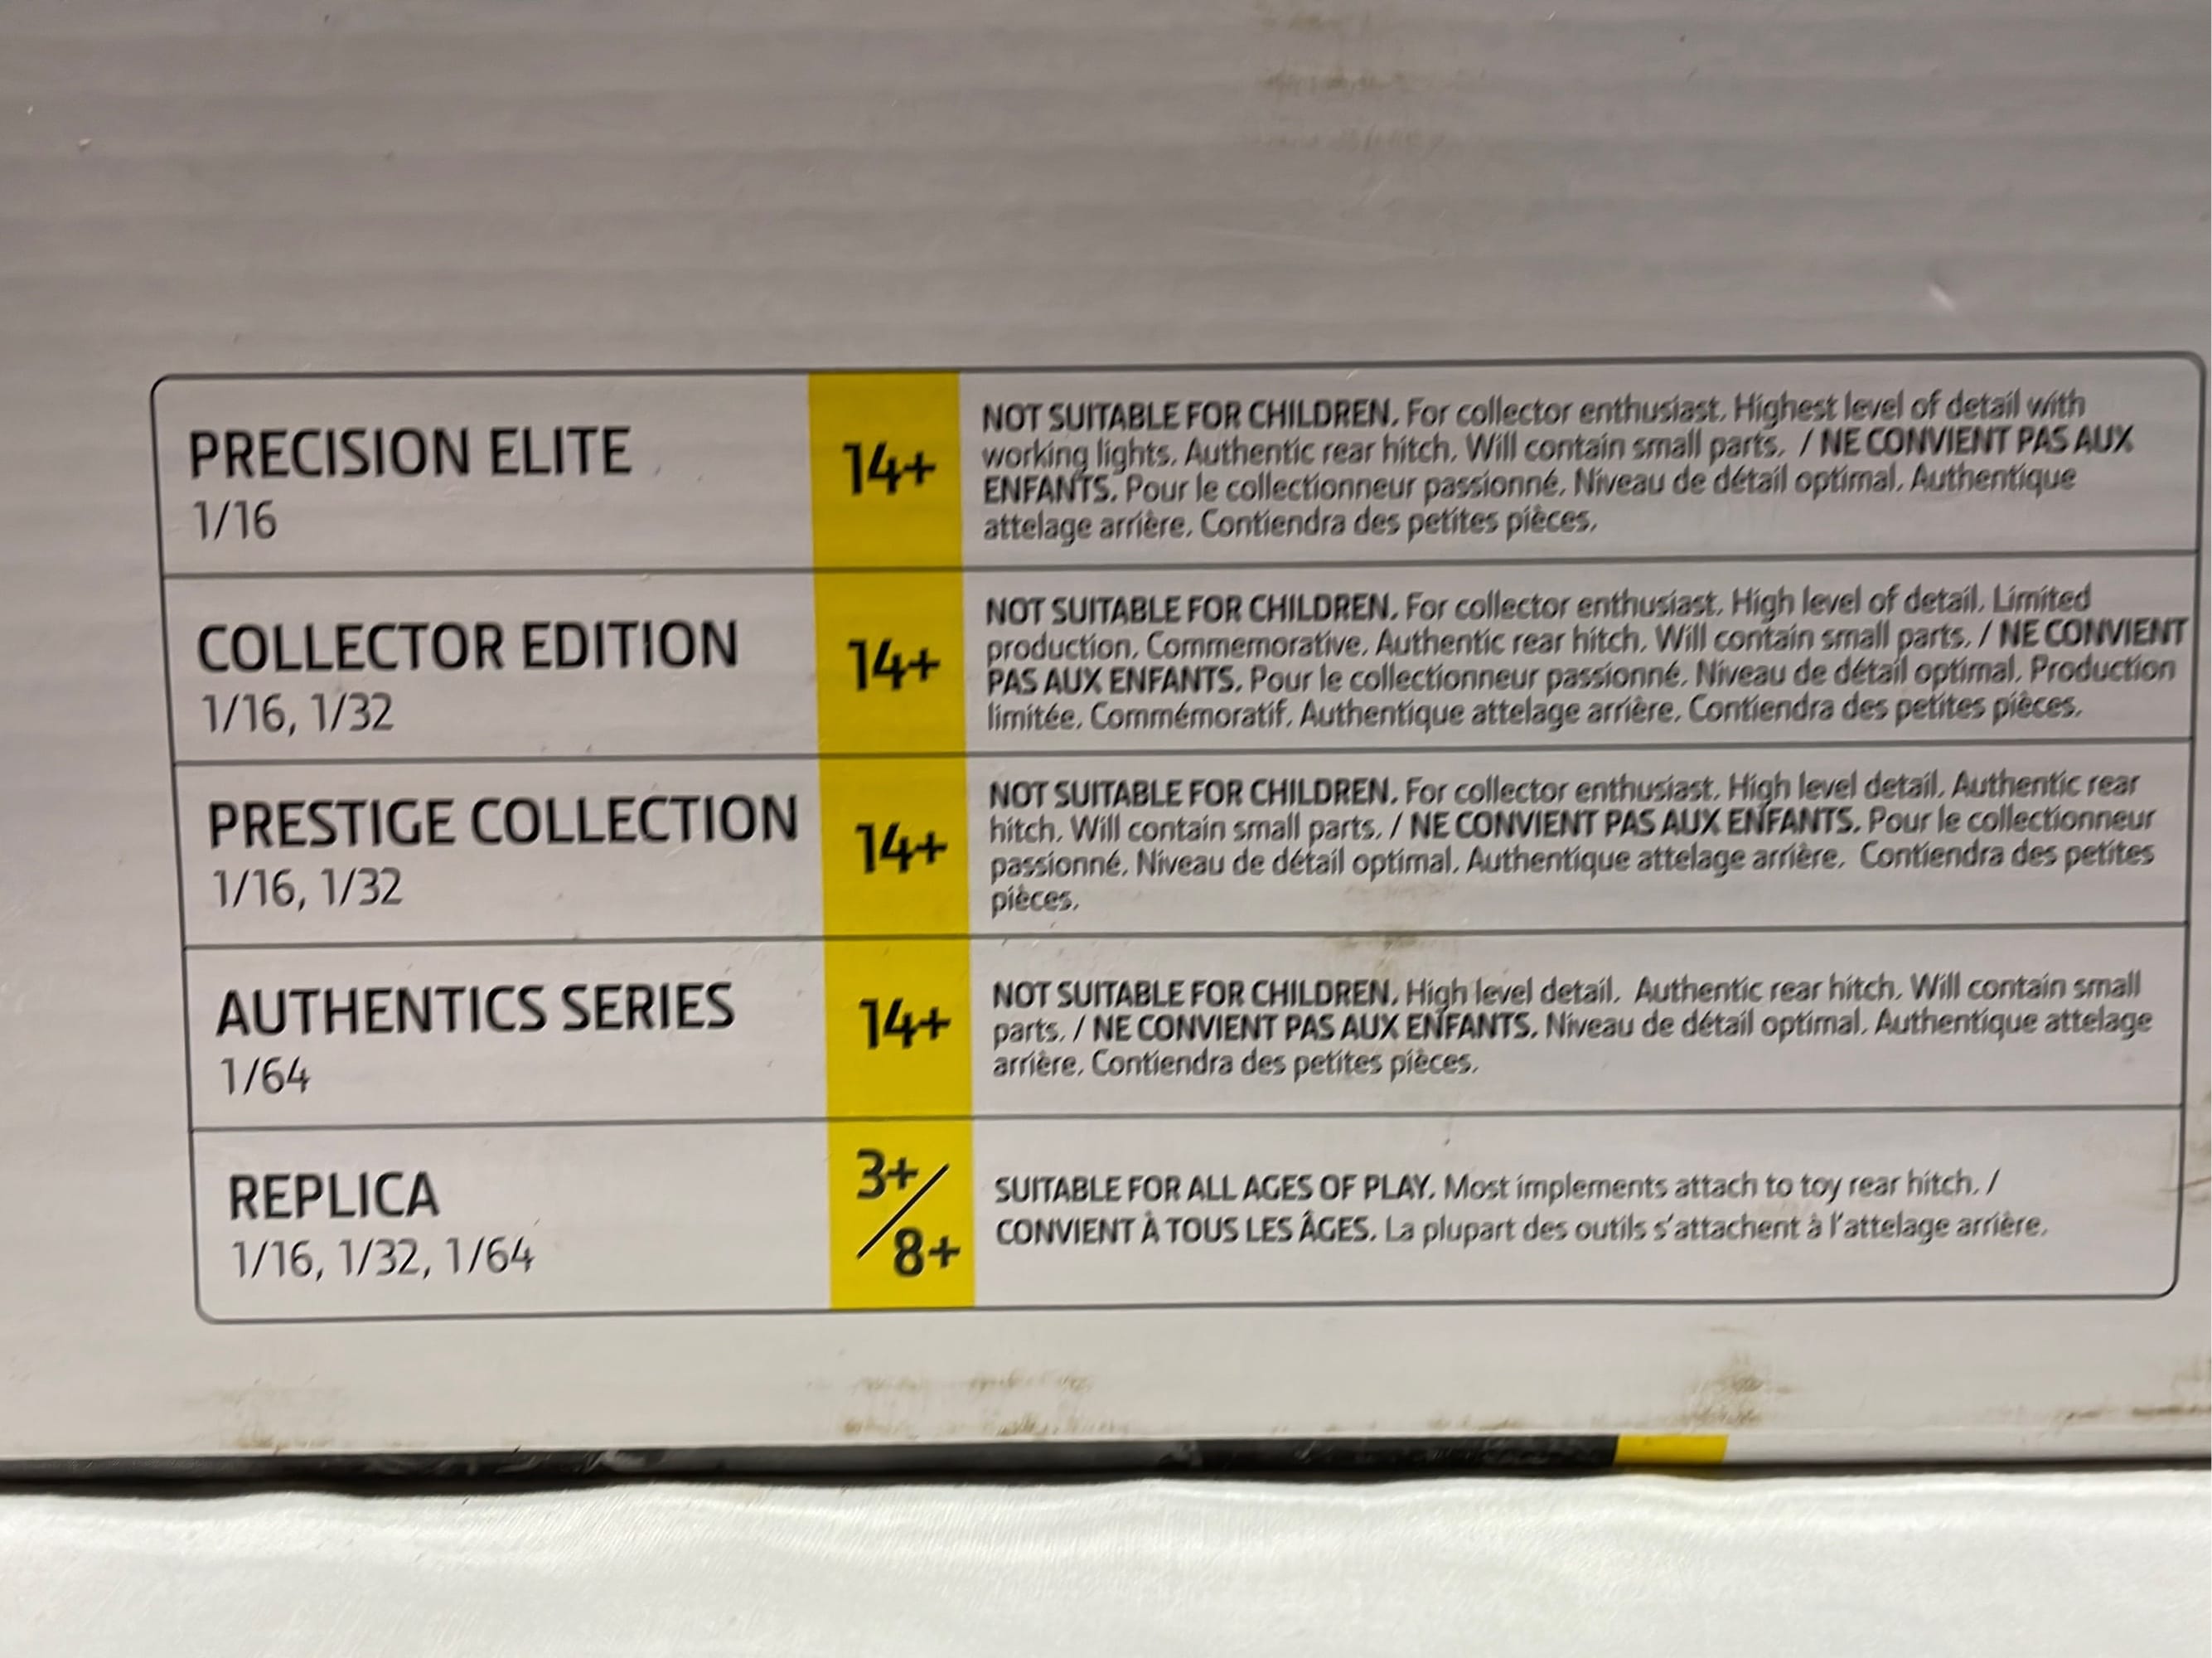 PRECISION ELITE
1/16
14+
NOT SUITABLE FOR CHILDREN. For collector enthusiast. Highest level of detail with
working lights. Authentic rear hitch. Will contain small parts. / NE CONVIENT PAS AUX
ENFANTS. Pour le collectionneur passionné. Niveau de détail optimal. Authentique
attelage arrière. Contiendra des petites pièces.
COLLECTOR EDITION
1/16, 1/32
14+
NOT SUITABLE FOR CHILDREN. For collector enthusiast. High level of detail. Limited
production. Commemorative. Authentic rear hitch. Will contain small parts. / NE CONVIENT
PAS AUX ENFANTS. Pour le collectionneur passionné. Niveau de détail optimal. Production
limitée. Commémoratif. Authentique attelage arrière. Contiendra des petites pièces.
PRESTIGE COLLECTION
1/16, 1/32
14+
NOT SUITABLE FOR CHILDREN. For collector enthusiast. High level detail. Authentic rear
hitch. Will contain small parts. / NE CONVIENT PAS AUX ENFANTS. Pour le collectionneur
passionné. Niveau de détail optimal. Authentique attelage arrière. Contiendra des petites
pièces.
AUTHENTICS SERIES
1/64
14+
NOT SUITABLE FOR CHILDREN. High level detail. Authentic rear hitch. Will contain small
parts. / NE CONVIENT PAS AUX ENFANTS. Niveau de détail optimal. Authentique attelage
arrière. Contiendra des petites pièces.
REPLICA
1/16, 1/32, 1/64
3+/8+
SUITABLE FOR ALL AGES OF PLAY. Most implements attach to toy rear hitch. /
CONVIENT À TOUS LES ÂGES. La plupart des outils s'attachent à l'attelage arrière.